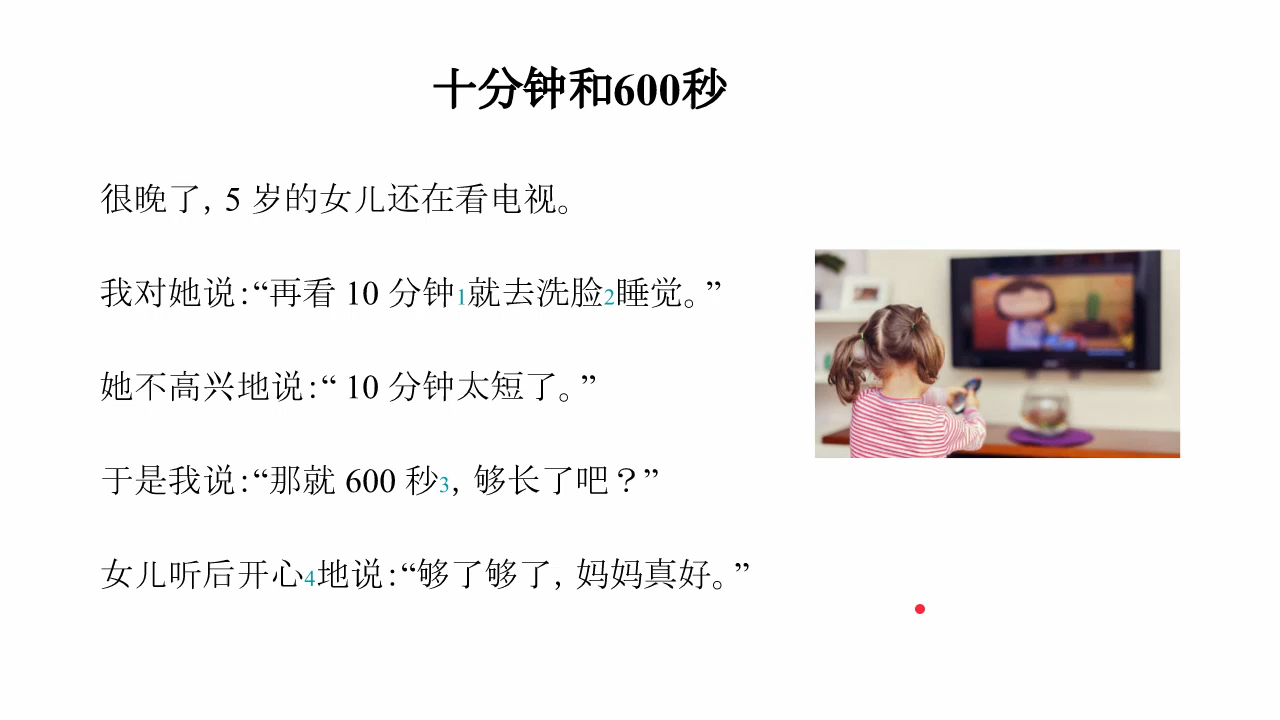 十分钟和600秒
很晚了, 5 岁的女儿还在看电视。
我对她说:“再看 10 分钟1就去洗脸2睡觉。”
她不高兴地说:“ 10 分钟太短了。”
于是我说:“那就 600 秒3, 够长了吧？”
女儿听后开心4地说:“够了够了, 妈妈真好。”